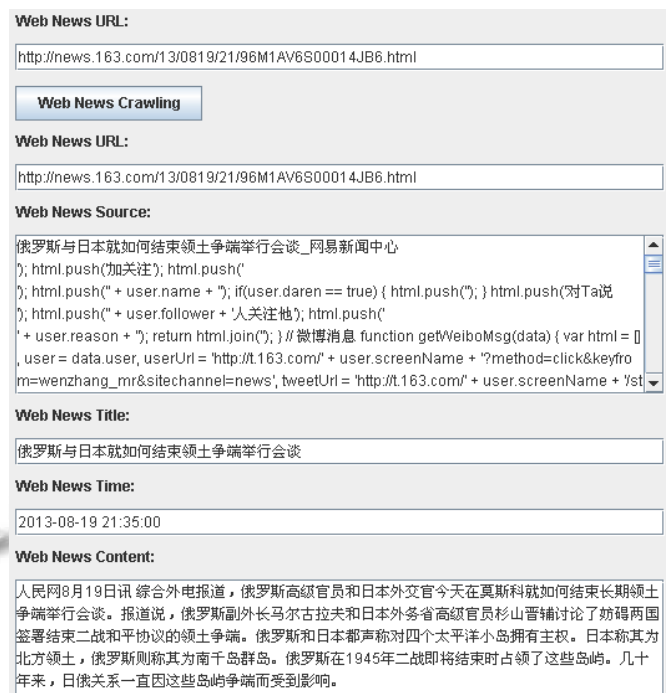 Web News URL:
http://news.163.com/13/0819/21/96M1AV6S00014JB6.html
Web News Crawling
Web News URL:
http://news.163.com/13/0819/21/96M1AV6S00014JB6.html
Web News Source:
俄罗斯与日本就如何结束领土争端举行会谈_网易新闻中心
'); html.push('加关注'); html.push('
'); html.push('' + user.name + ''); if(user.daren == true) { html.push(''); } html.push('对Ta说
'); html.push('' + user.follower + '人关注他'); html.push('
' + user.reason + ''); return html.join(''); } // 微博消息 function getWeiboMsg(data) { var html = []
, user = data.user, userUrl = 'http://t.163.com/' + user.screenName + '?method=click&keyfro
m=wenzhang_mr&sitechannel=news', tweetUrl = 'http://t.163.com/' + user.screenName + '/st
Web News Title:
俄罗斯与日本就如何结束领土争端举行会谈
Web News Time:
2013-08-19 21:35:00
Web News Content:
人民网8月19日讯 综合外电报道，俄罗斯高级官员和日本外交官今天在莫斯科就如何结束长期领土
争端举行会谈。报道说，俄罗斯副外长马尔古拉夫和日本外务省高级官员杉山晋辅讨论了妨碍两国
签署结束二战和平协议的领土争端。俄罗斯和日本都声称对四个太平洋小岛拥有主权。日本称其为
北方领土，俄罗斯则称其为南千岛群岛。俄罗斯在1945年二战即将结束时占领了这些岛屿。几十
年来，日俄关系一直因这些岛屿争端而受到影响。